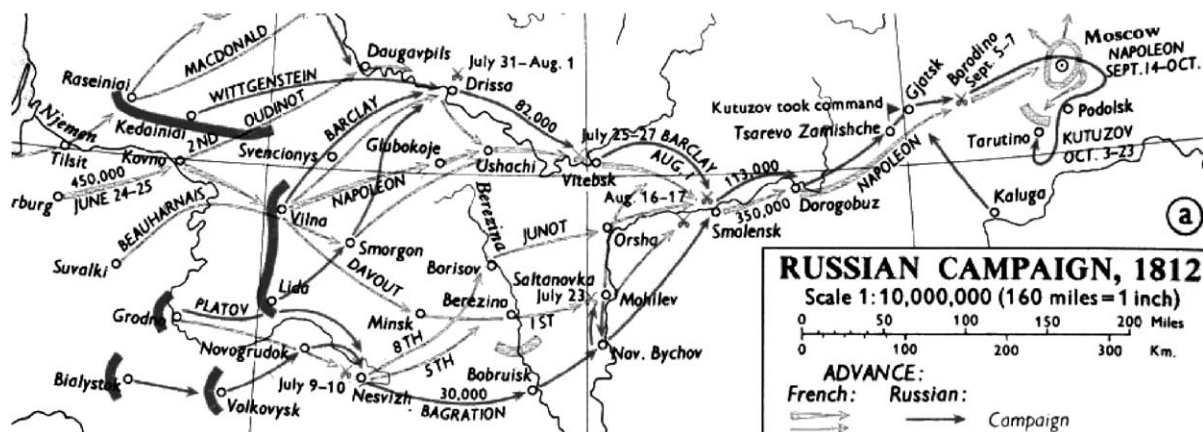 MACDONALD
Daugavpils
July 31–Aug. 1
Raseiniai
WITTGENSTEIN
Drissa
Kedainiai
2ND OUDINOT
82,000
Niemen
Tilsit
Kovno
450,000
JUNE 24–25
rburg
Svencionys
BARCLAY
Glubokoje
Ushachi
July 25–27
BARCLAY
AUG. 1
Vitebsk
BEAUHARNAIS
Suvalki
Vilna
NAPOLEON
Smorgon
Berezina
JUNOT
Aug. 16–17
Orsha
113,000
350,000
Smolensk
Dorogobuz
NAPOLEON
Kutuzov took command
Tsarevo Zamishche
Gjatsk
Borodino
Sept. 5–7
Moscow
NAPOLEON
SEPT. 14–OCT.
Podolsk
Tarutino
KUTUZOV
OCT. 3–23
Kaluga
a
Lida
DAVOUT
Borisov
Saltanovka
July 23
Grodno
PLATOV
Minsk
Berezina
1ST
Mohilev
Novogrudok
8TH
5TH
Nov. Bychov
Bialystok
Volkovysk
July 9–10
Nesvizh
30,000
BAGRATION
Bobruisk
RUSSIAN CAMPAIGN, 1812
Scale 1:10,000,000 (160 miles=1 inch)
0 50 100 150 200 Miles
0 100 200 300 Km.
ADVANCE:
French: Russian:
Campaign